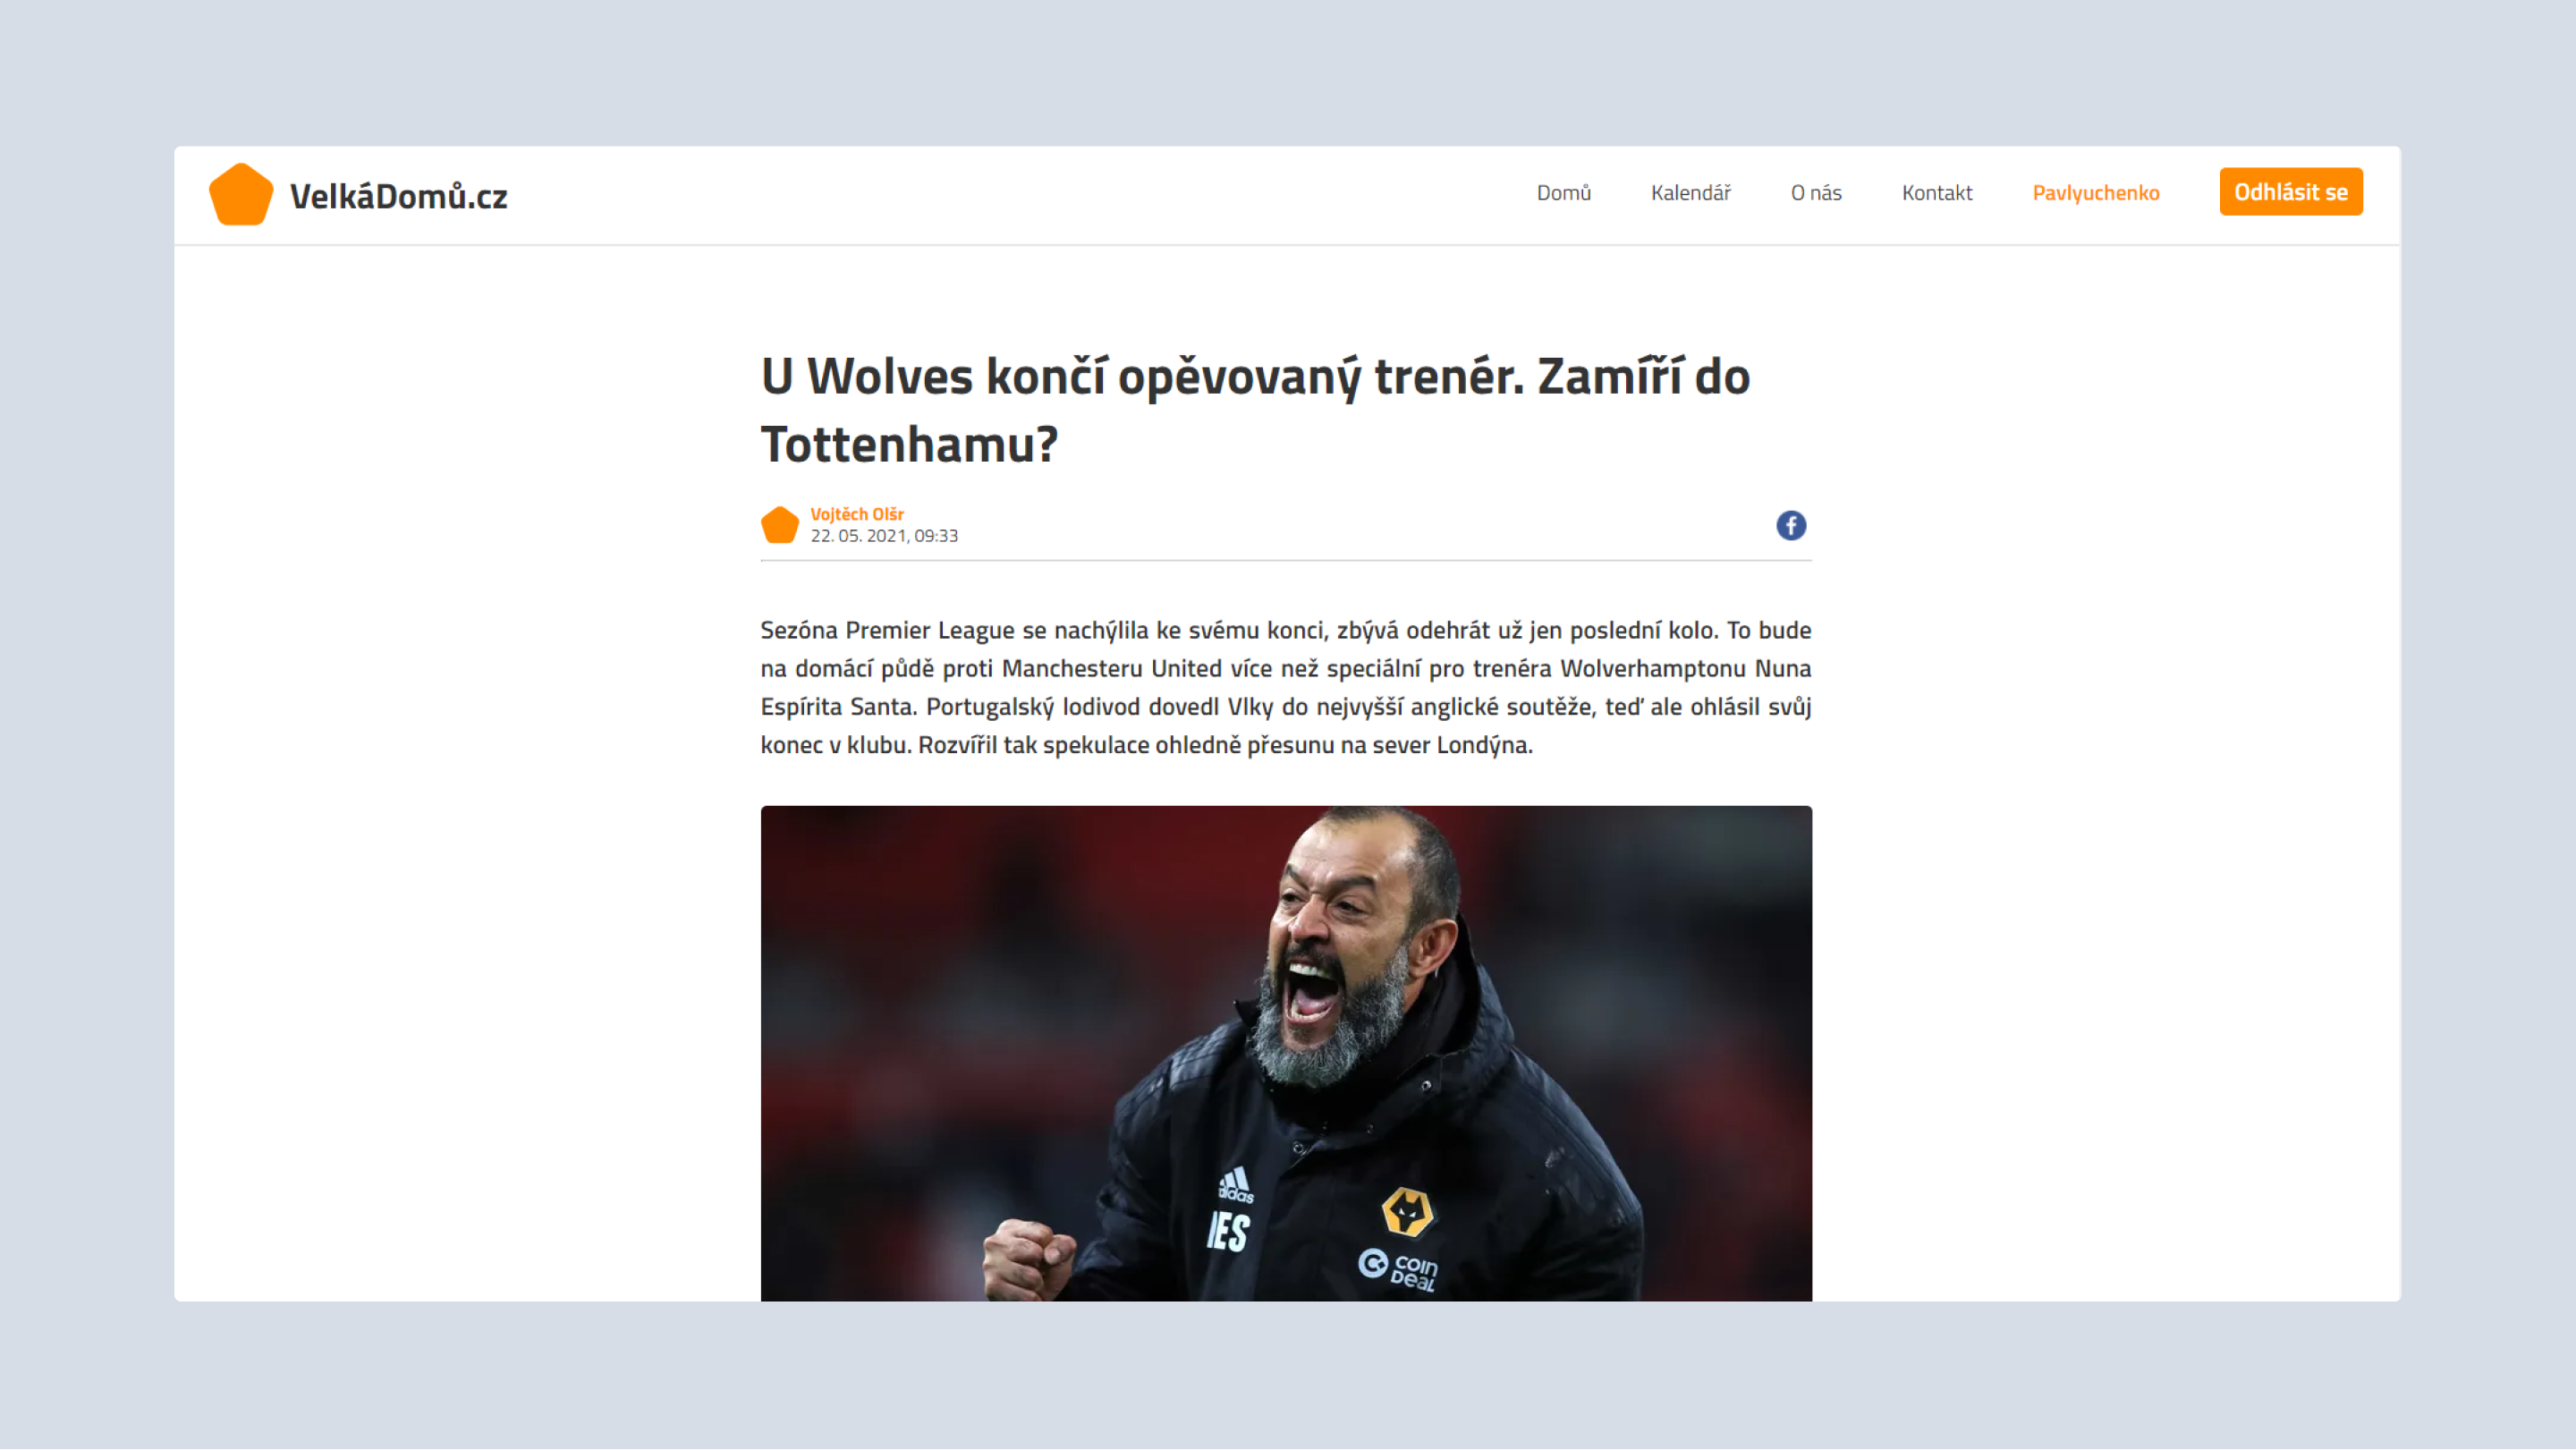 VelkáDomů.cz
Domů
Kalendář
O nás
Kontakt
Pavlyuchenko
Odhlásit se
U Wolves končí opěvovaný trenér. Zamíří do
Tottenhamu?
Vojtěch Olšr
22. 05. 2021, 09:33
Sezóna Premier League se nachýlila ke svému konci, zbývá odehrát už jen poslední kolo. To bude
na domácí půdě proti Manchesteru United více než speciální pro trenéra Wolverhamptonu Nuna
Espírita Santa. Portugalský lodivod dovedl Vlky do nejvyšší anglické soutěže, teď ale ohlásil svůj
konec v klubu. Rozvířil tak spekulace ohledně přesunu na sever Londýna.
adidas
NES
COIN
DEAL